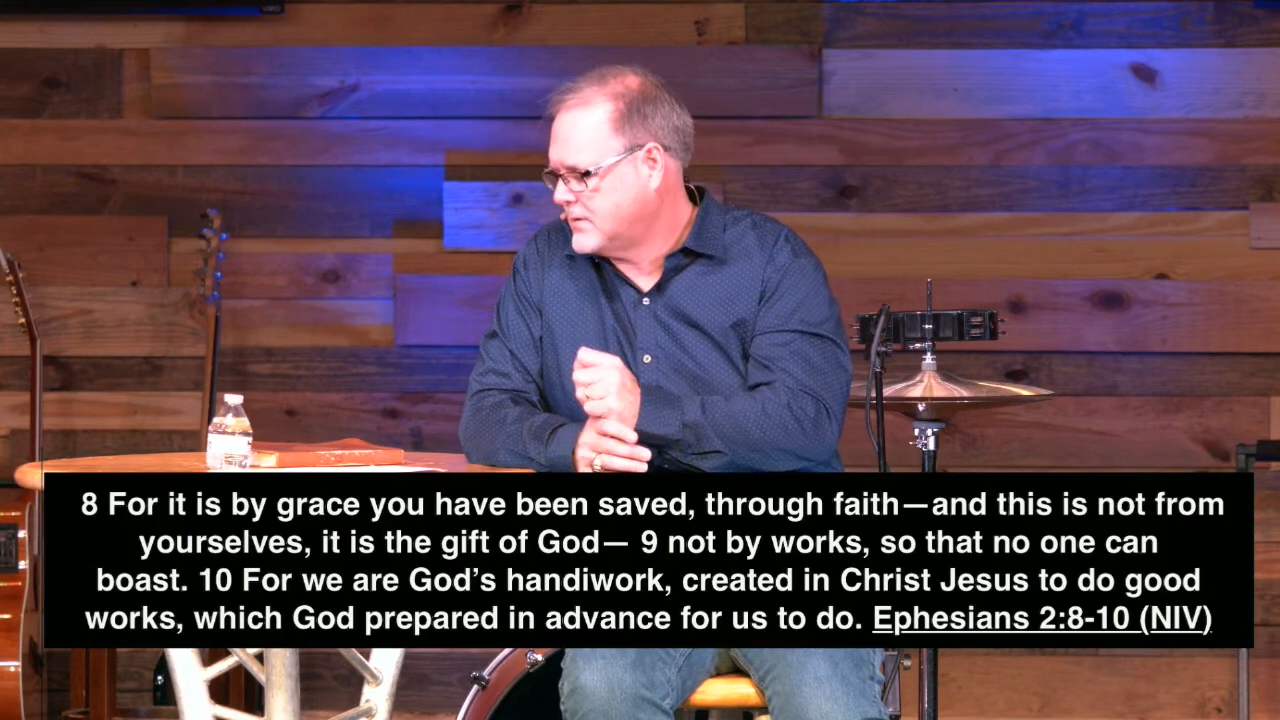 8 For it is by grace you have been saved, through faith—and this is not from
yourselves, it is the gift of God— 9 not by works, so that no one can
boast. 10 For we are God’s handiwork, created in Christ Jesus to do good
works, which God prepared in advance for us to do. Ephesians 2:8-10 (NIV)